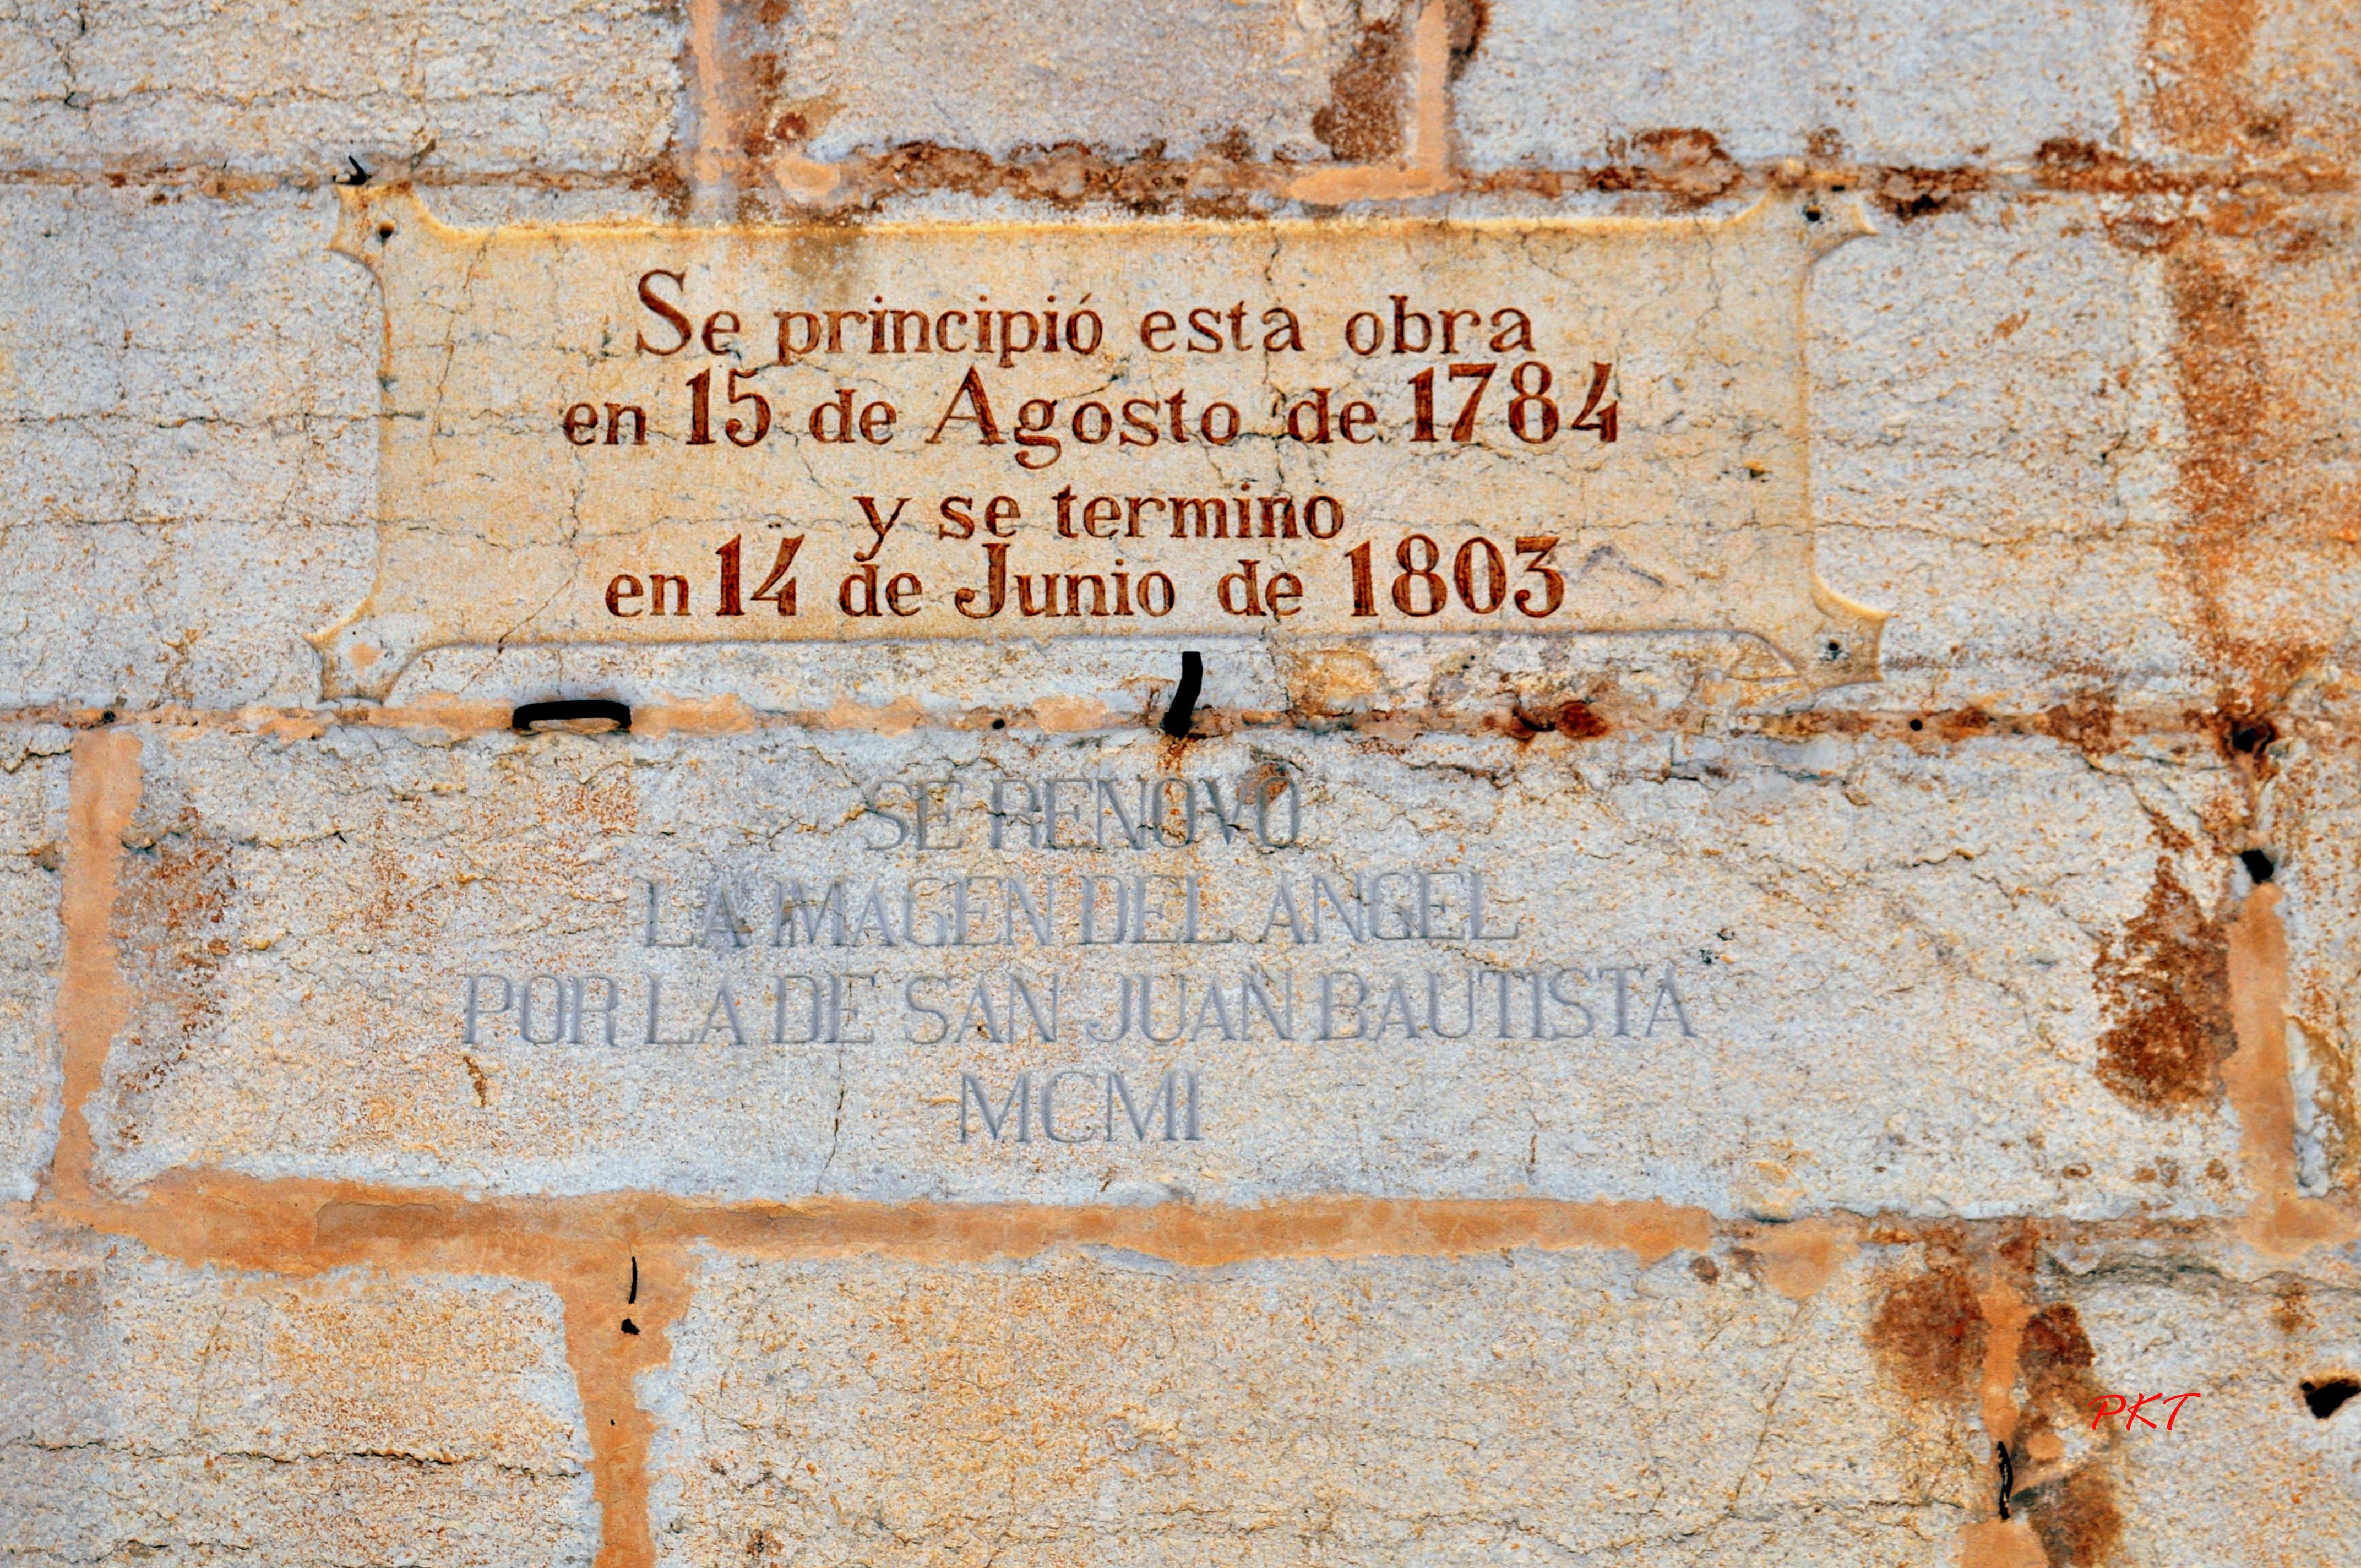 Se principió esta obra
en 15 de Agosto de 1784
y se termino
en 14 de Junio de 1803
SE RENOVO
LA IMAGEN DEL ANGEL
POR LA DE SAN JUAN BAUTISTA
MCMI
PKT